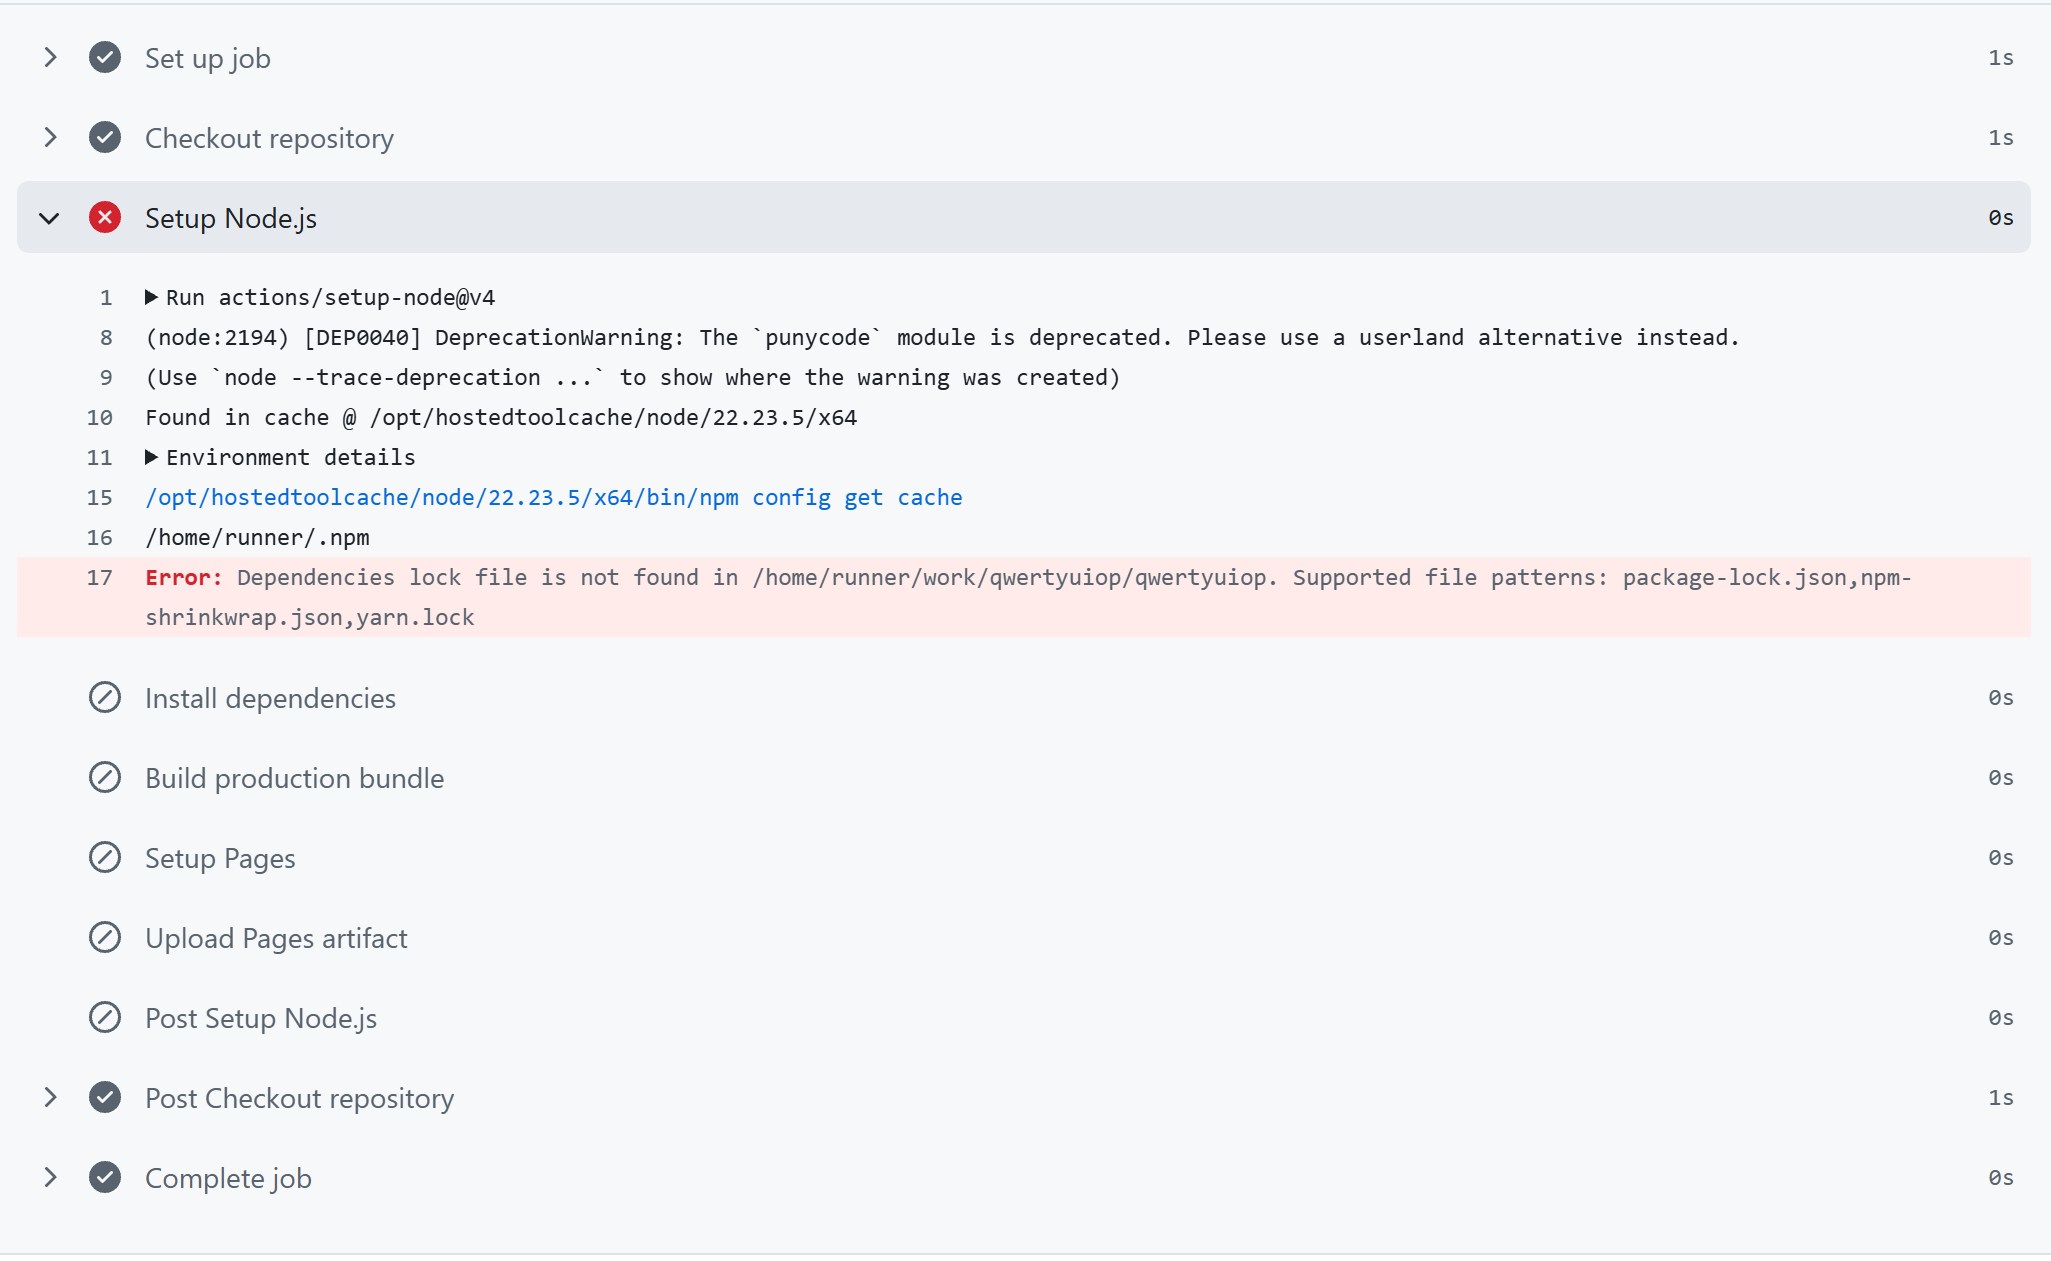 Set up job 1s
Checkout repository 1s
Setup Node.js 0s
1 Run actions/setup-node@v4
8 (node:2194) [DEP0040] DeprecationWarning: The `punycode` module is deprecated. Please use a userland alternative instead.
9 (Use `node --trace-deprecation ...` to show where the warning was created)
10 Found in cache @ /opt/hostedtoolcache/node/22.23.5/x64
11 Environment details
15 /opt/hostedtoolcache/node/22.23.5/x64/bin/npm config get cache
16 /home/runner/.npm
17 Error: Dependencies lock file is not found in /home/runner/work/qwertyuiop/qwertyuiop. Supported file patterns: package-lock.json,npm-
shrinkwrap.json,yarn.lock
Install dependencies 0s
Build production bundle 0s
Setup Pages 0s
Upload Pages artifact 0s
Post Setup Node.js 0s
Post Checkout repository 1s
Complete job 0s